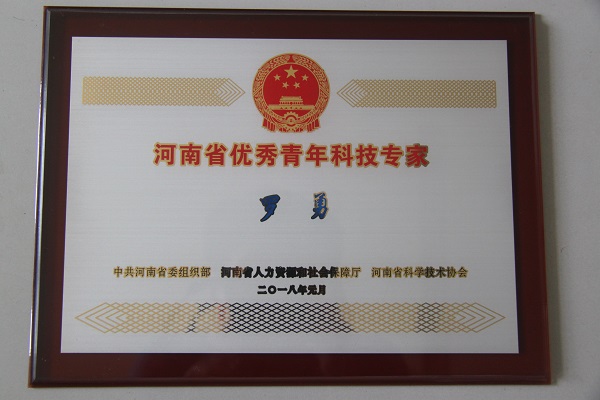 河南省优秀青年科技专家
罗 勇
中共河南省委组织部 河南省人力资源和社会保障厅 河南省科学技术协会
二〇一八年元月